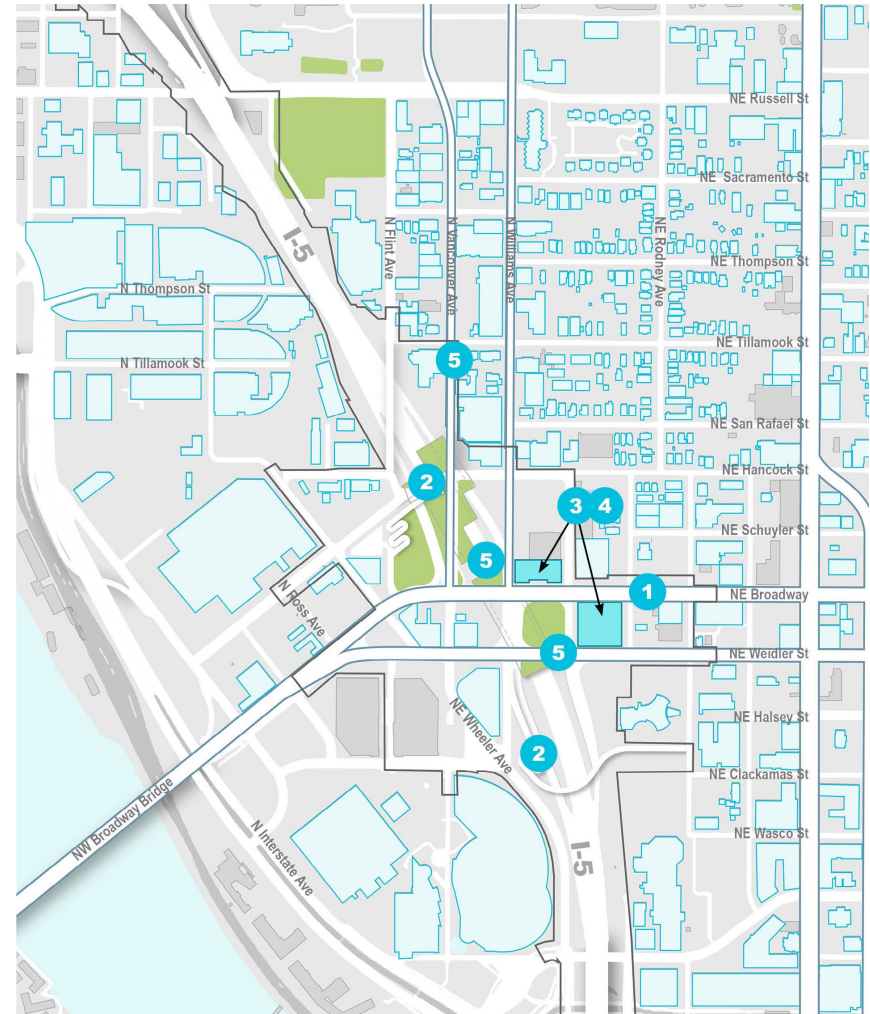 NE Russell St
NE Sacramento St
N Flint Ave
N Vancouver Ave
N Williams Ave
NE Rodney Ave
I-5
NE Thompson St
N Thompson St
NE Tillamook St
5
N Tillamook St
NE San Rafael St
NE Hancock St
2
3
4
NE Schuyler St
5
1
NE Broadway
N Ross Ave
5
NE Weidler St
NE Wheeler Ave
NE Halsey St
2
NE Clackamas St
NW Broadway Bridge
N Interstate Ave
NE Wasco St
I-5